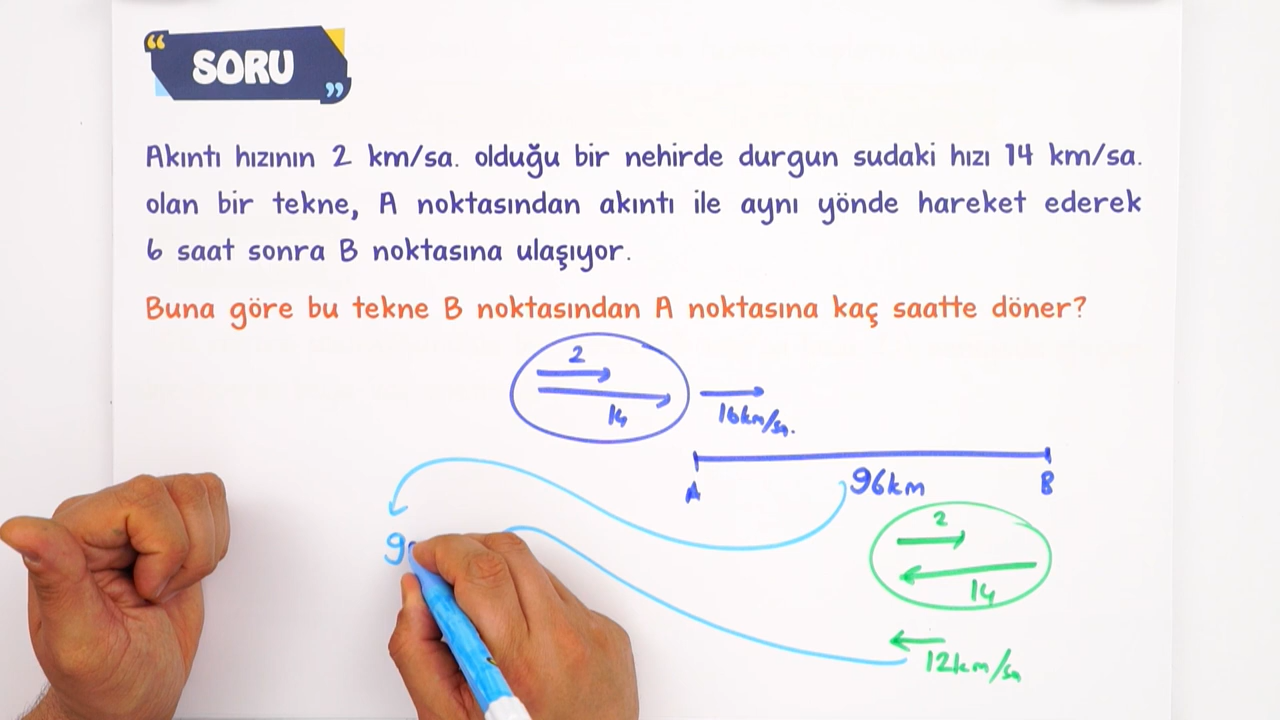 SORU
Akıntı hızının 2 km/sa. olduğu bir nehirde durgun sudaki hızı 14 km/sa.
olan bir tekne, A noktasından akıntı ile aynı yönde hareket ederek
6 saat sonra B noktasına ulaşıyor.
Buna göre bu tekne B noktasından A noktasına kaç saatte döner?
2
14
16km/sa.
A
96km
B
2
14
12km/sa
9